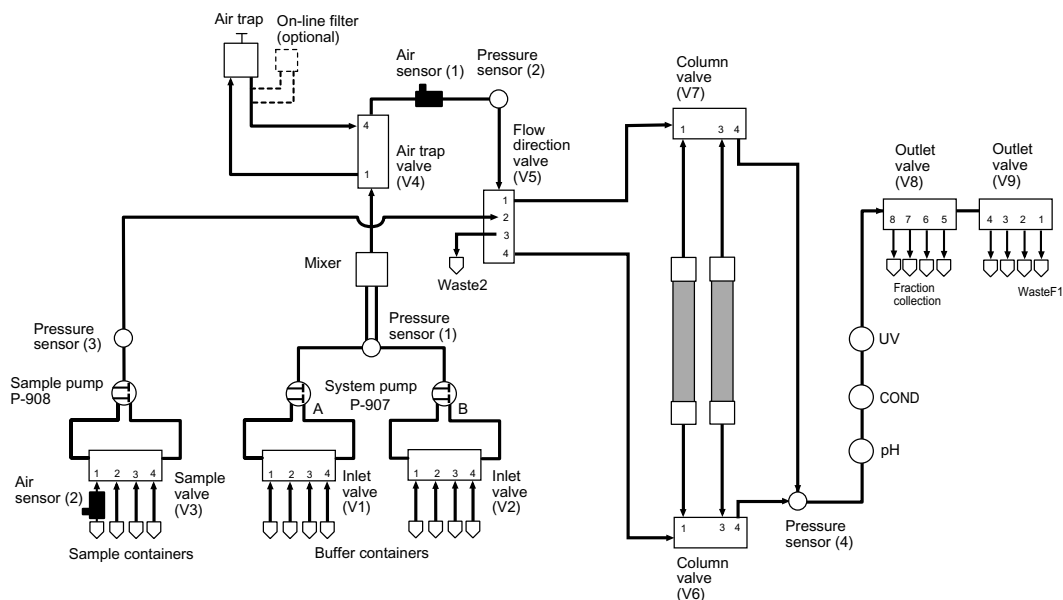 Air trap
On-line filter
(optional)
Air
sensor (1)
Pressure
sensor (2)
Column
valve
(V7)
1 3 4
4
1
Air trap
valve
(V4)
Flow
direction
valve
(V5)
1
2
3
4
Outlet
valve
(V8)
Outlet
valve
(V9)
8 7 6 5
4 3 2 1
Fraction
collection
WasteF1
Mixer
Waste2
Pressure
sensor (3)
Pressure
sensor (1)
UV
Sample pump
P-908
System pump
P-907
A
B
COND
pH
1 2 3 4
1 2 3 4
1 2 3 4
Air
sensor (2)
Sample
valve
(V3)
Inlet
valve
(V1)
Inlet
valve
(V2)
1 3 4
Pressure
sensor (4)
Sample containers
Buffer containers
Column
valve
(V6)